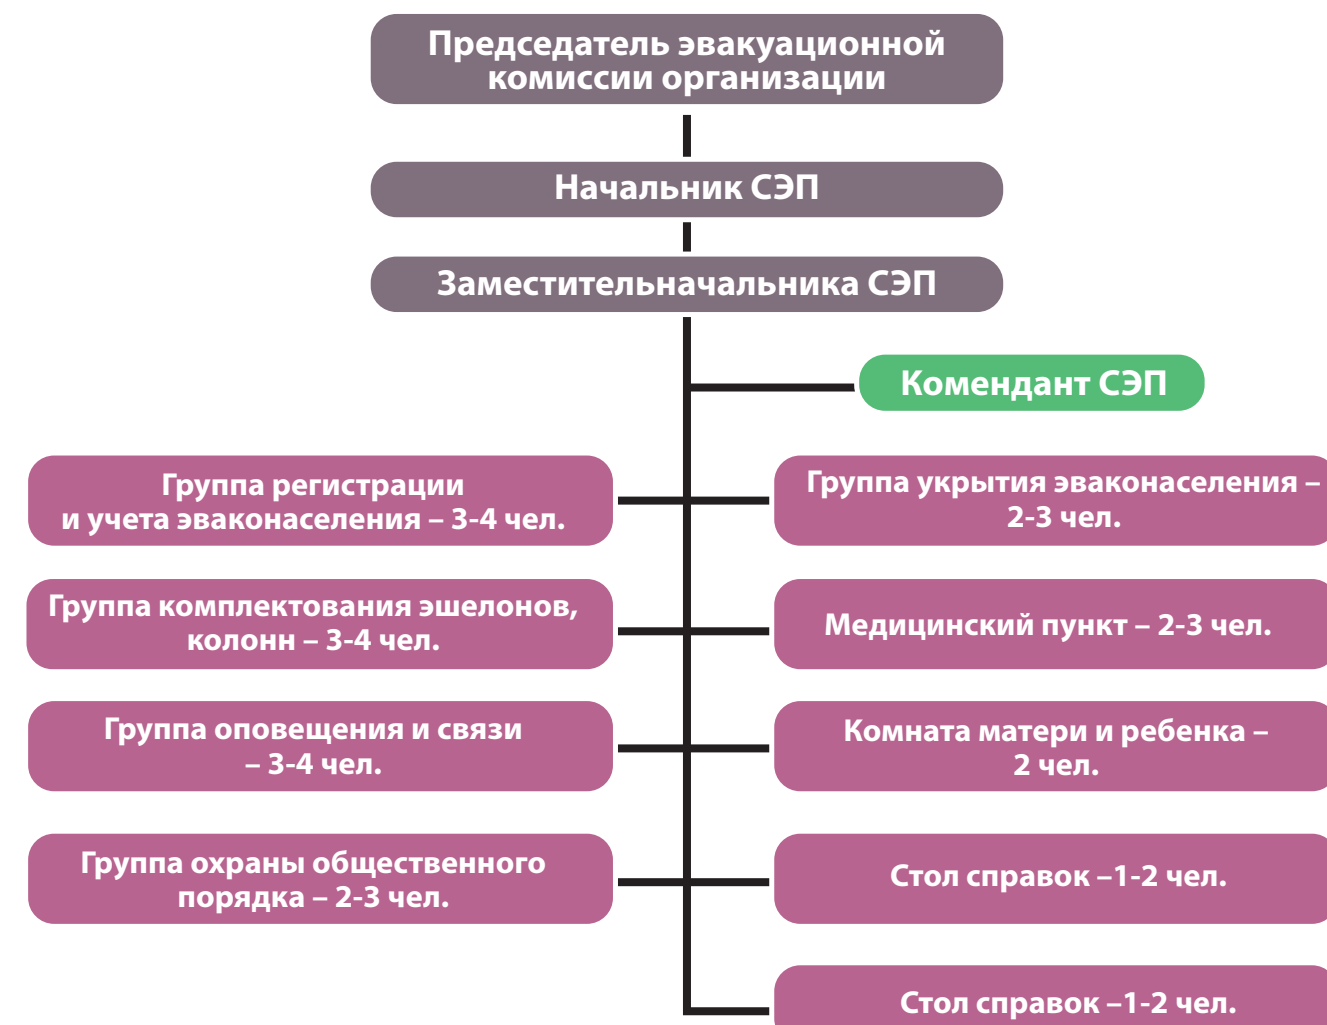 Председатель эвакуационной
комиссии организации
Начальник СЭП
Заместительначальника СЭП
Комендант СЭП
Группа регистрации
и учета эваконаселения – 3-4 чел.
Группа укрытия эваконаселения –
2-3 чел.
Группа комплектования эшелонов,
колонн – 3-4 чел.
Медицинский пункт – 2-3 чел.
Группа оповещения и связи
– 3-4 чел.
Комната матери и ребенка –
2 чел.
Группа охраны общественного
порядка – 2-3 чел.
Стол справок –1-2 чел.
Стол справок –1-2 чел.